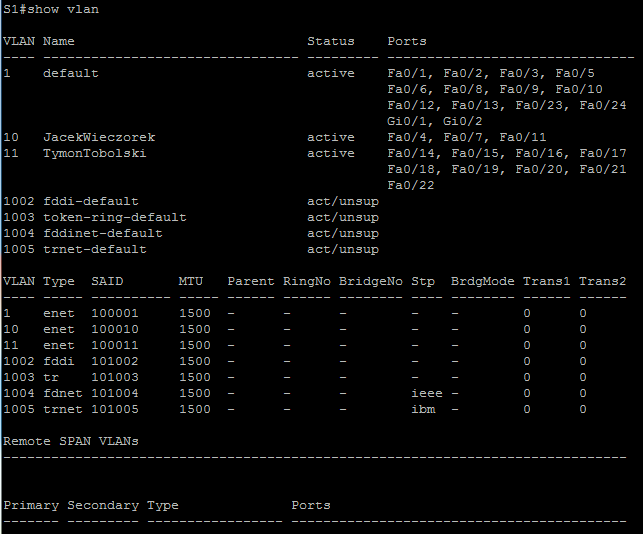 S1#show vlan
VLAN Name                             Status    Ports
---- -------------------------------- --------- -------------------------------
1    default                          active    Fa0/1, Fa0/2, Fa0/3, Fa0/5
                                                Fa0/6, Fa0/8, Fa0/9, Fa0/10
                                                Fa0/12, Fa0/13, Fa0/23, Fa0/24
                                                Gi0/1, Gi0/2
10   JacekWieczorek                   active    Fa0/4, Fa0/7, Fa0/11
11   TymonTobolski                    active    Fa0/14, Fa0/15, Fa0/16, Fa0/17
                                                Fa0/18, Fa0/19, Fa0/20, Fa0/21
                                                Fa0/22
1002 fddi-default                     act/unsup
1003 token-ring-default               act/unsup
1004 fddinet-default                  act/unsup
1005 trnet-default                    act/unsup
VLAN Type  SAID       MTU   Parent RingNo BridgeNo Stp  BrdgMode Trans1 Trans2
---- ----- ---------- ----- ------ ------ -------- ---- -------- ------ ------
1    enet  100001     1500  -      -      -        -    -        0      0
10   enet  100010     1500  -      -      -        -    -        0      0
11   enet  100011     1500  -      -      -        -    -        0      0
1002 fddi  101002     1500  -      -      -        -    -        0      0
1003 tr    101003     1500  -      -      -        -    -        0      0
1004 fdnet 101004     1500  -      -      -        ieee -        0      0
1005 trnet 101005     1500  -      -      -        ibm  -        0      0
Remote SPAN VLANs
------------------------------------------------------------------------------
Primary Secondary Type              Ports
------- --------- ----------------- ------------------------------------------